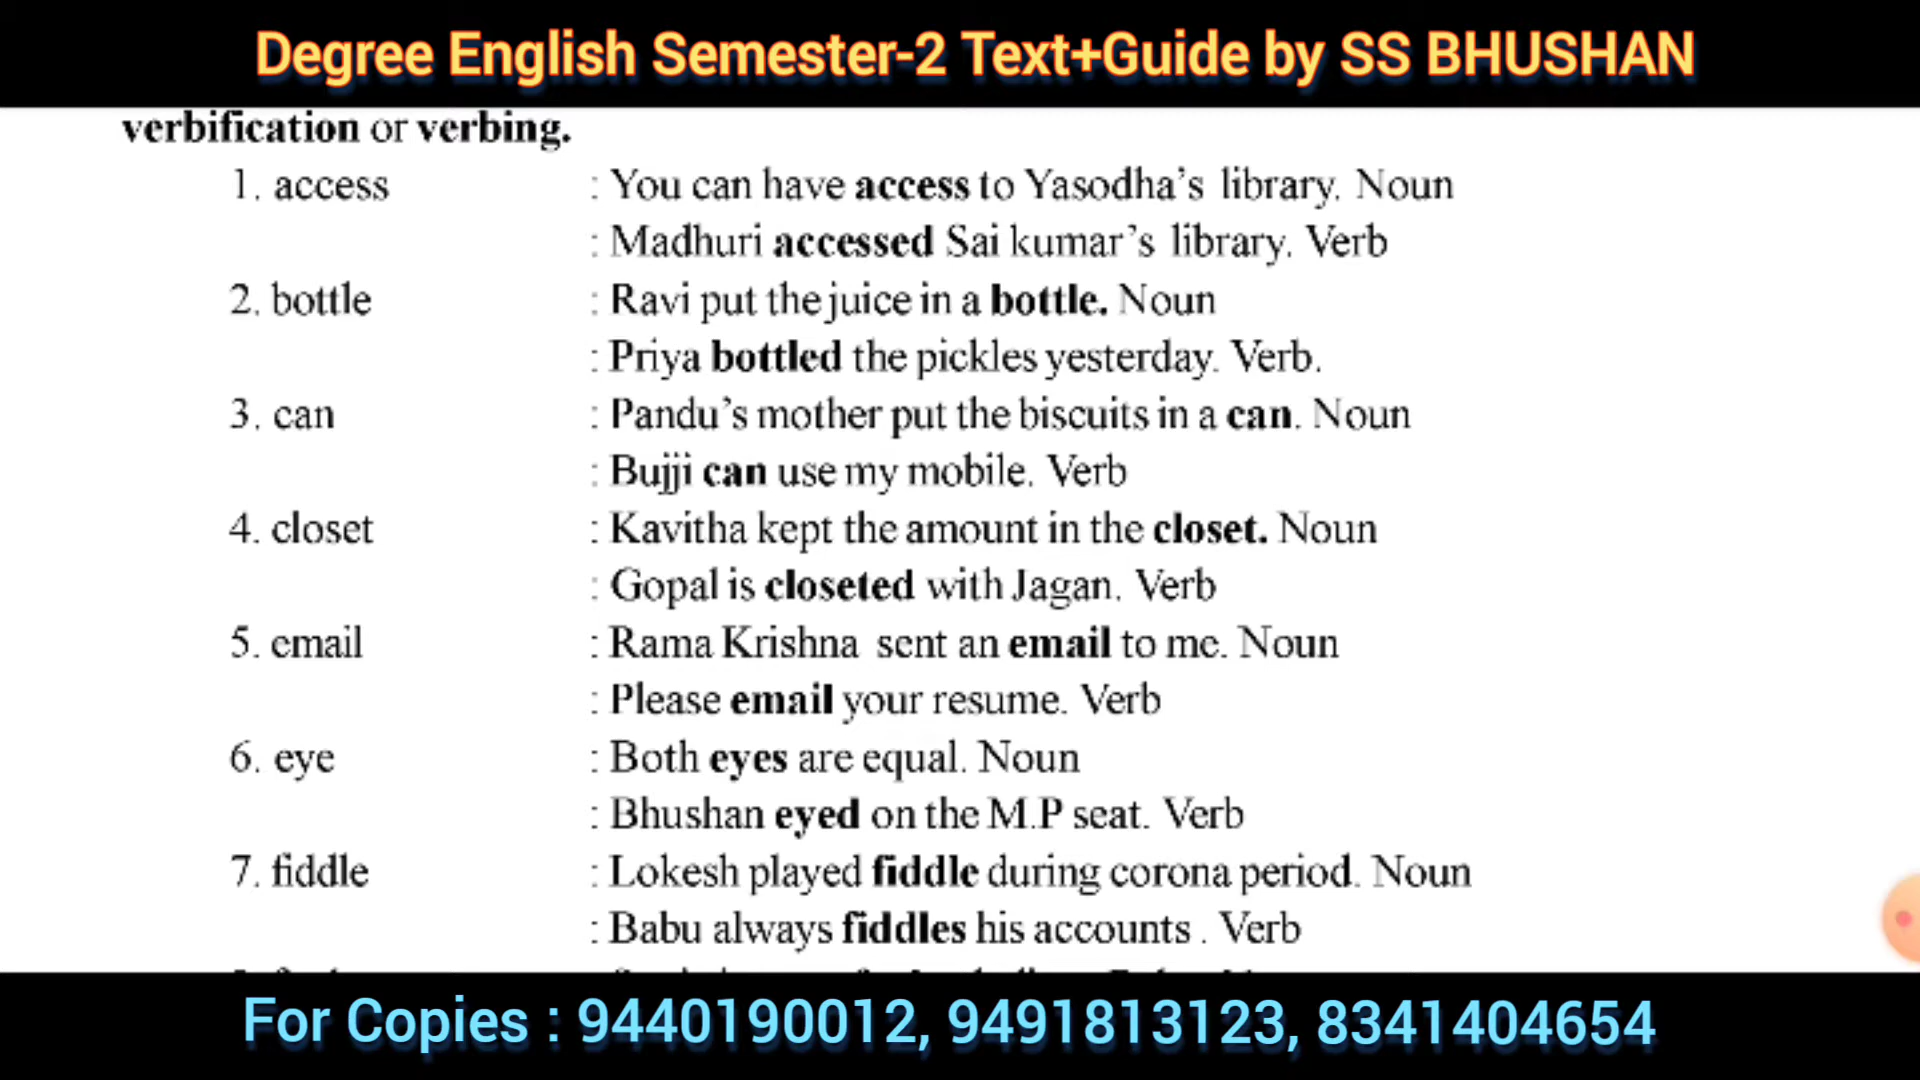 Degree English Semester-2 Text+Guide by SS BHUSHAN
verbification or verbing.
1. access : You can have access to Yasodha’s library. Noun
: Madhuri accessed Sai kumar’s library. Verb
2. bottle : Ravi put the juice in a bottle. Noun
: Priya bottled the pickles yesterday. Verb.
3. can : Pandu’s mother put the biscuits in a can. Noun
: Bujji can use my mobile. Verb
4. closet : Kavitha kept the amount in the closet. Noun
: Gopal is closeted with Jagan. Verb
5. email : Rama Krishna sent an email to me. Noun
: Please email your resume. Verb
6. eye : Both eyes are equal. Noun
: Bhushan eyed on the M.P seat. Verb
7. fiddle : Lokesh played fiddle during corona period. Noun
: Babu always fiddles his accounts . Verb
For Copies : 9440190012, 9491813123, 8341404654